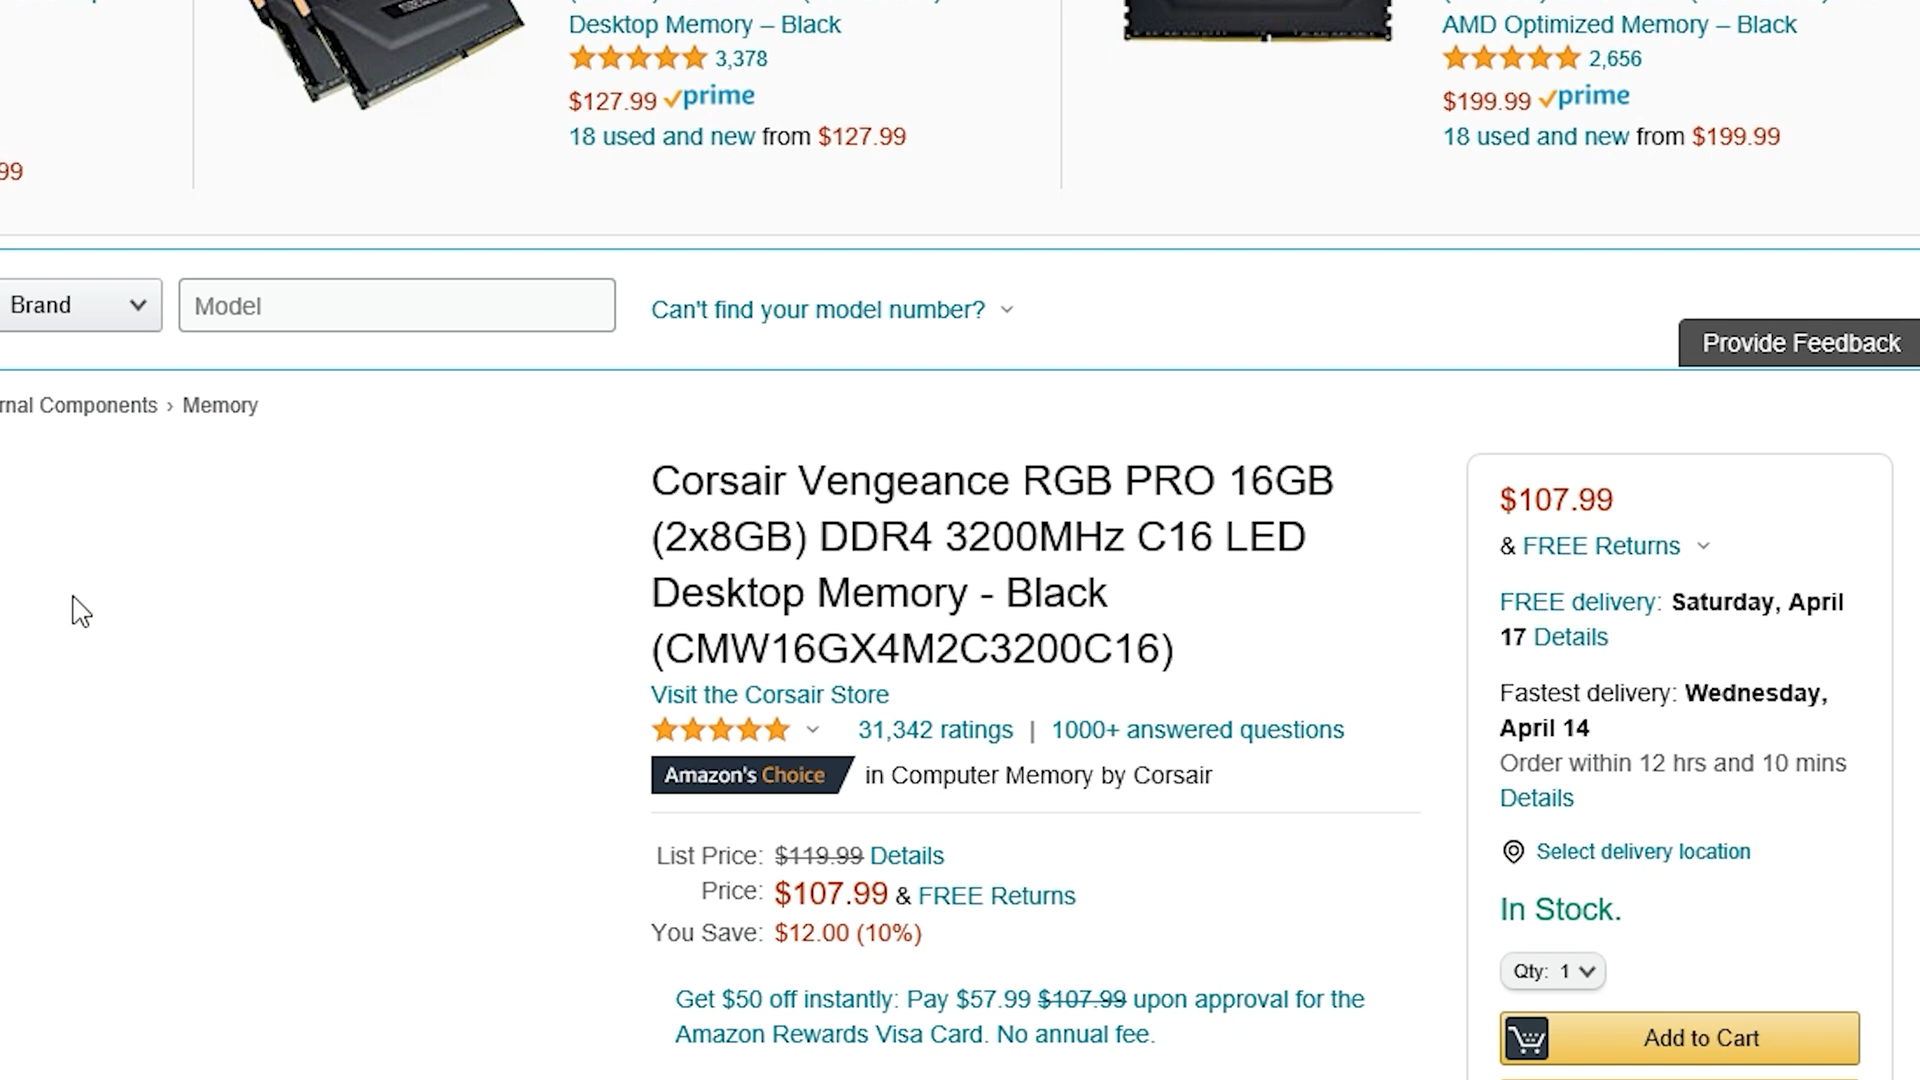 Desktop Memory – Black
3,378
$127.99 prime
18 used and new from $127.99
AMD Optimized Memory – Black
2,656
$199.99 prime
18 used and new from $199.99
99
Brand
Model
Can't find your model number?
Provide Feedback
rnal Components › Memory
Corsair Vengeance RGB PRO 16GB
(2x8GB) DDR4 3200MHz C16 LED
Desktop Memory - Black
(CMW16GX4M2C3200C16)
Visit the Corsair Store
31,342 ratings | 1000+ answered questions
Amazon's Choice in Computer Memory by Corsair
List Price: $119.99 Details
Price: $107.99 & FREE Returns
You Save: $12.00 (10%)
Get $50 off instantly: Pay $57.99 $107.99 upon approval for the
Amazon Rewards Visa Card. No annual fee.
$107.99
& FREE Returns
FREE delivery: Saturday, April
17 Details
Fastest delivery: Wednesday,
April 14
Order within 12 hrs and 10 mins
Details
Select delivery location
In Stock.
Qty: 1
Add to Cart